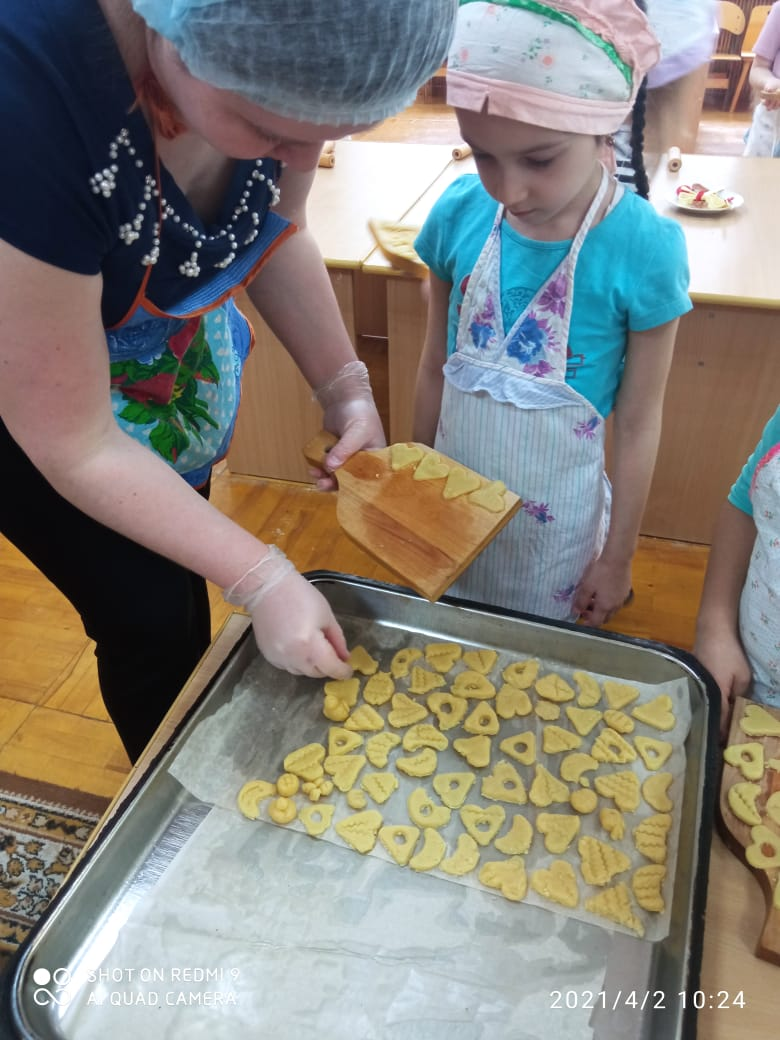 SHOT ON REDMI 9
AI QUAD CAMERA
2021/4/2 10:24